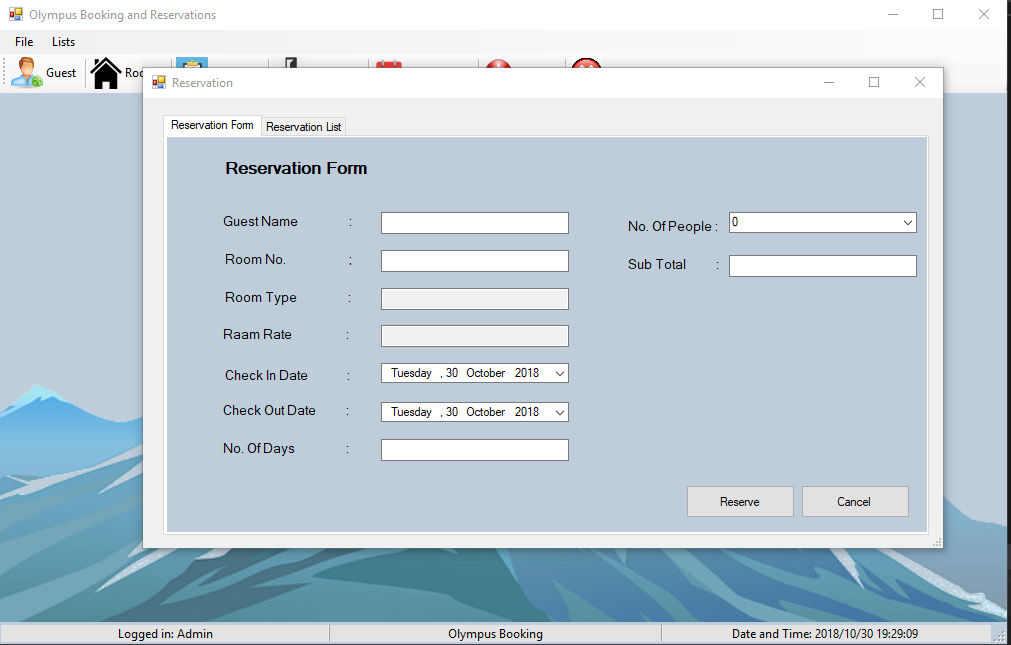 Olympus Booking and Reservations
File Lists
Guest
Reservation
Reservation Form Reservation List
Reservation Form
Guest Name :
No. Of People : 0
Room No. :
Sub Total :
Room Type :
Raam Rate :
Check In Date : Tuesday , 30 October 2018
Check Out Date : Tuesday , 30 October 2018
No. Of Days :
Reserve Cancel
Logged in: Admin Olympus Booking Date and Time: 2018/10/30 19:29:09